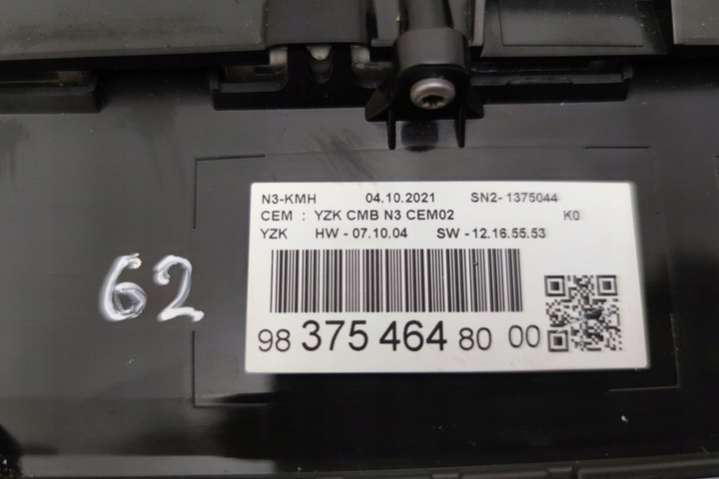 N3-KMH 04.10.2021 SN2- 1375044
CEM : YZK CMB N3 CEM02 K0
YZK HW - 07.10.04 SW - 12.16.55.53
98 375 464 80 00
62